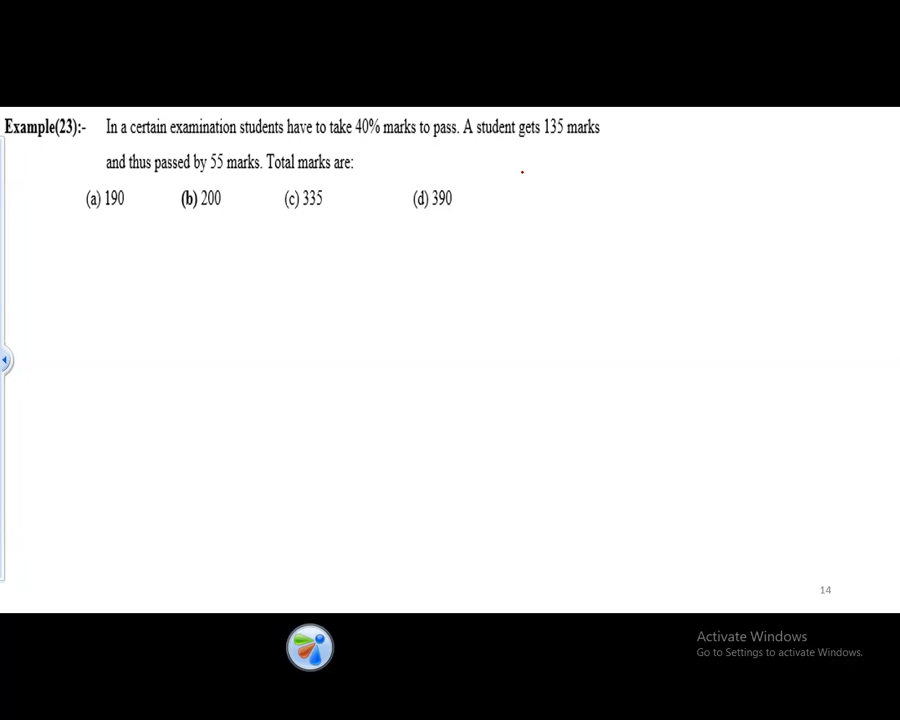 Example(23):- In a certain examination students have to take 40% marks to pass. A student gets 135 marks
and thus passed by 55 marks. Total marks are:
(a) 190 (b) 200 (c) 335 (d) 390
14
Activate Windows
Go to Settings to activate Windows.